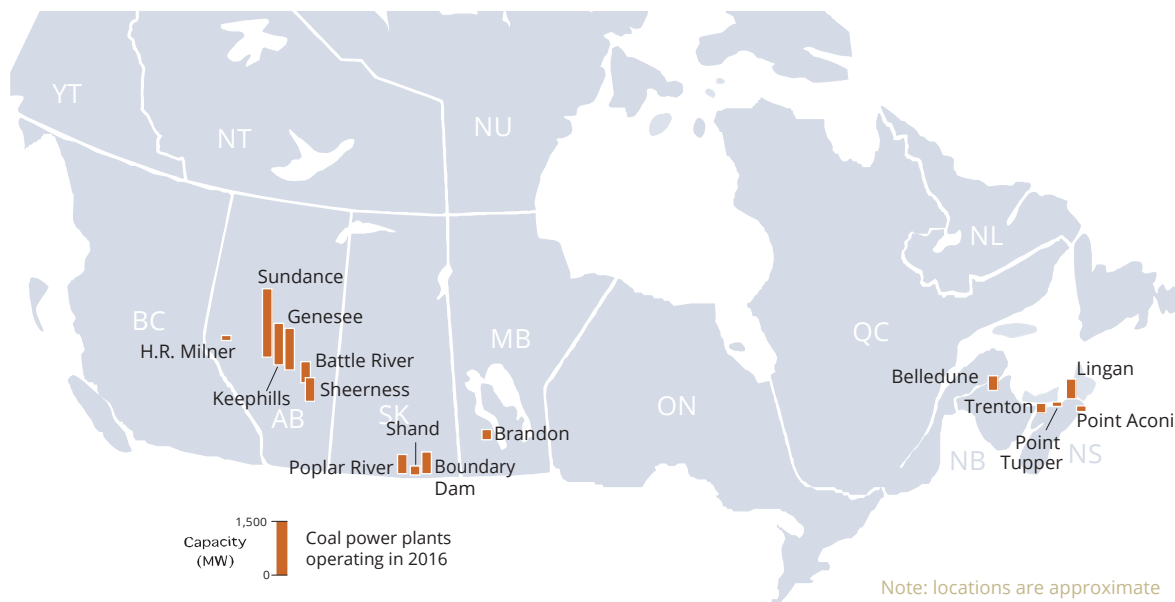 YT
NT
NU
NL
BC
AB
SK
MB
ON
QC
NB
NS
Sundance
Genesee
H.R. Milner
Keephills
Battle River
Sheerness
Shand
Poplar River
Boundary
Dam
Brandon
Belledune
Lingan
Trenton
Point Aconi
Point
Tupper
1,500
Capacity
(MW)
0
Coal power plants
operating in 2016
Note: locations are approximate